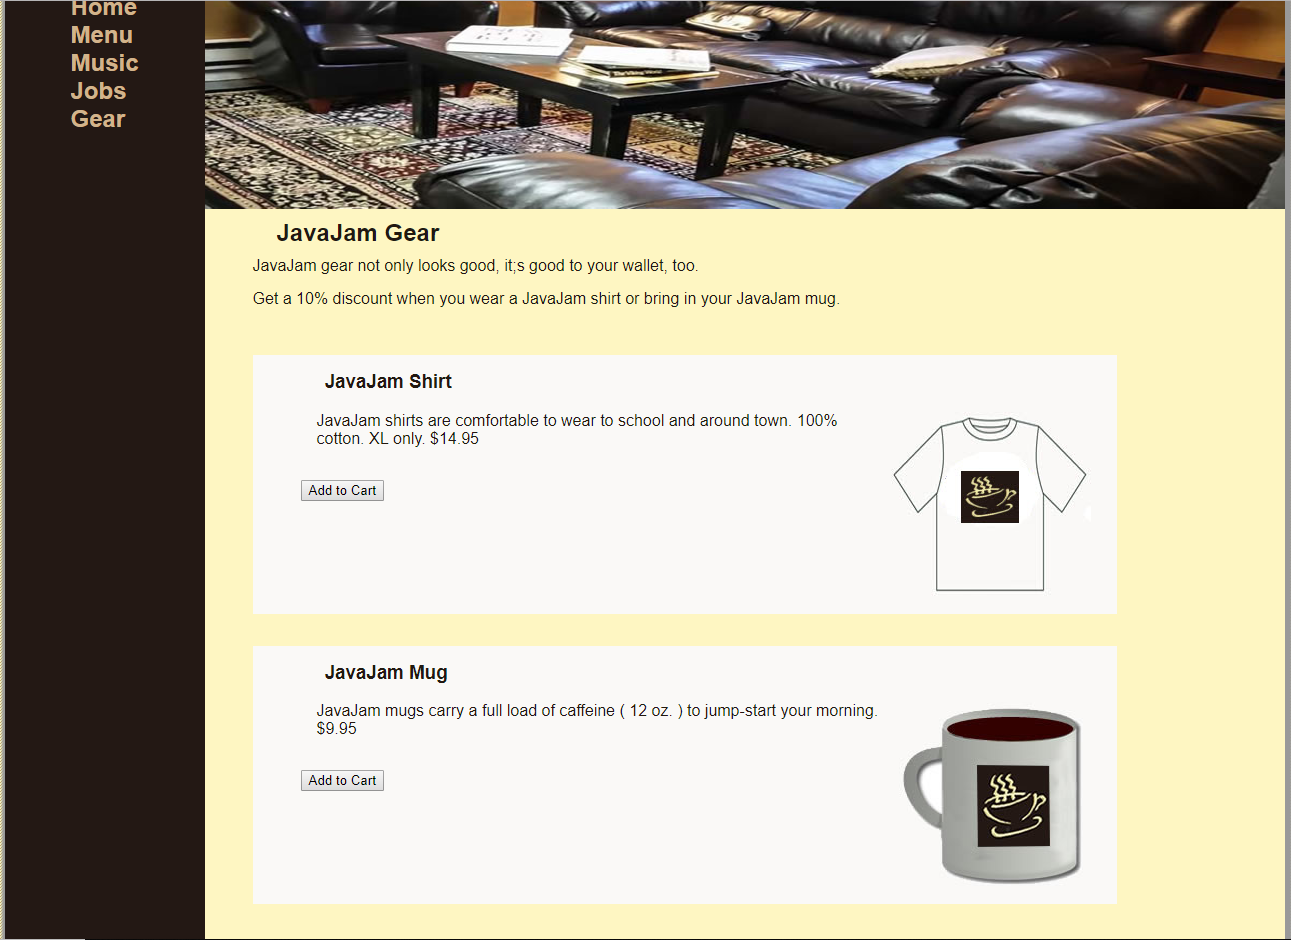 Home
Menu
Music
Jobs
Gear
JavaJam Gear
JavaJam gear not only looks good, it;s good to your wallet, too.
Get a 10% discount when you wear a JavaJam shirt or bring in your JavaJam mug.
JavaJam Shirt
JavaJam shirts are comfortable to wear to school and around town. 100%
cotton. XL only. $14.95
Add to Cart
JavaJam Mug
JavaJam mugs carry a full load of caffeine ( 12 oz. ) to jump-start your morning.
$9.95
Add to Cart